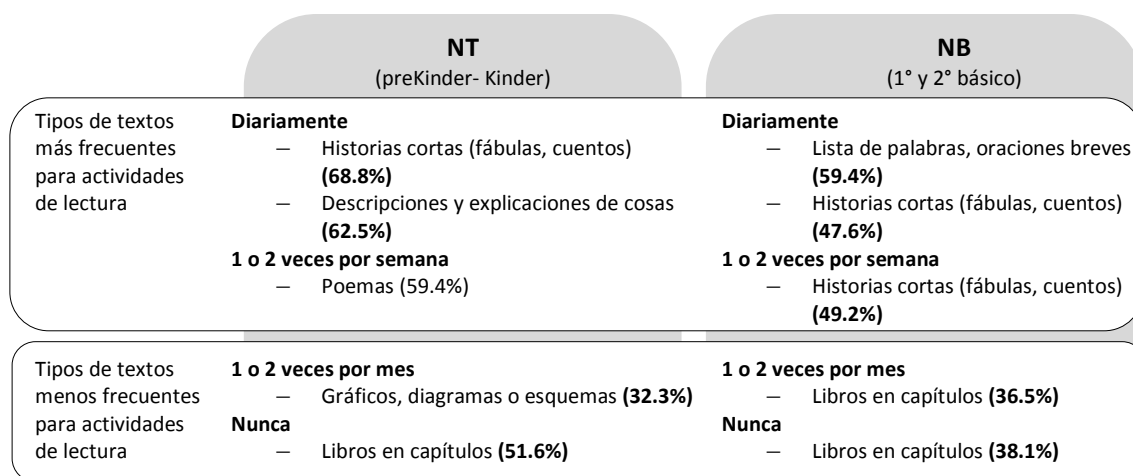 NT
(preKinder- Kinder)
NB
(1° y 2° básico)
Tipos de textos
más frecuentes
para actividades
de lectura
Diariamente
— Historias cortas (fábulas, cuentos)
(68.8%)
— Descripciones y explicaciones de cosas
(62.5%)
1 o 2 veces por semana
— Poemas (59.4%)
Diariamente
— Lista de palabras, oraciones breves
(59.4%)
— Historias cortas (fábulas, cuentos)
(47.6%)
1 o 2 veces por semana
— Historias cortas (fábulas, cuentos)
(49.2%)
Tipos de textos
menos frecuentes
para actividades
de lectura
1 o 2 veces por mes
— Gráficos, diagramas o esquemas (32.3%)
Nunca
— Libros en capítulos (51.6%)
1 o 2 veces por mes
— Libros en capítulos (36.5%)
Nunca
— Libros en capítulos (38.1%)